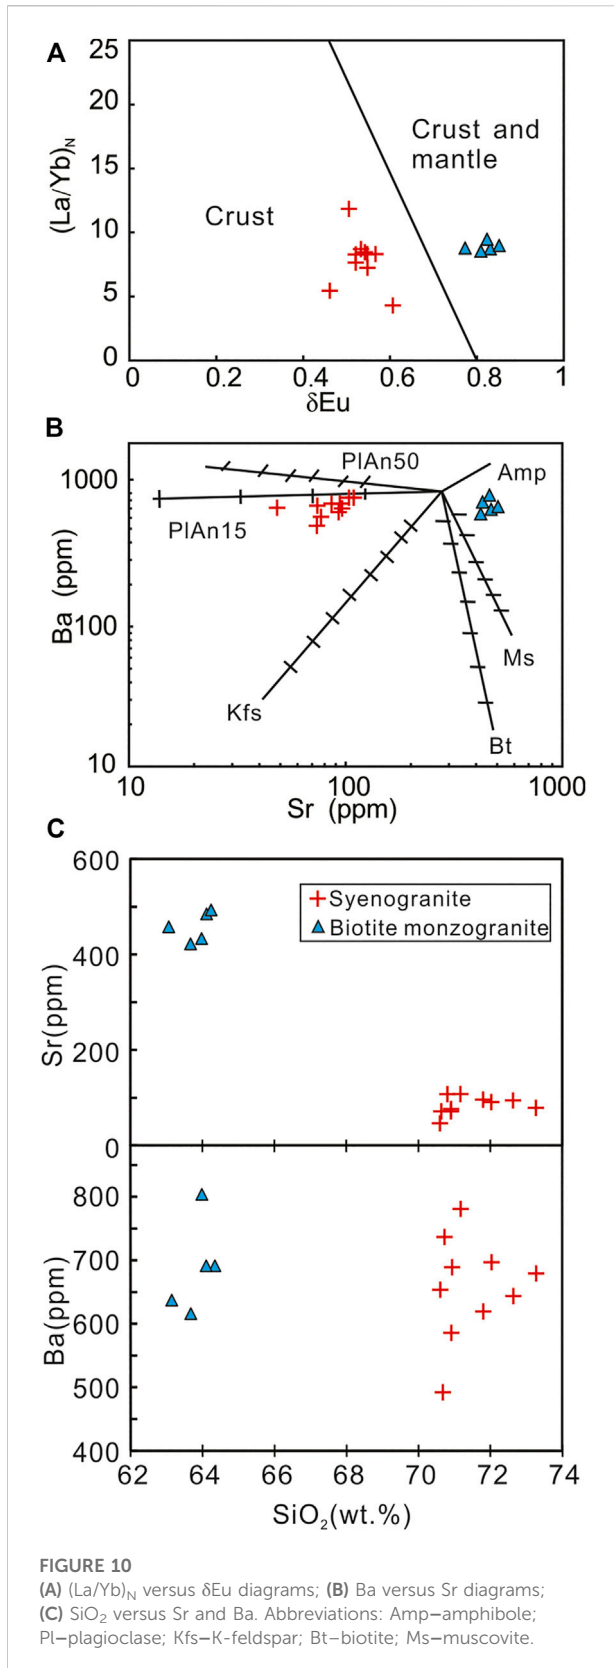 A
25
20
15
10
5
0
(La/Yb)N
Crust
Crust and
mantle
0
0.2
0.4
0.6
0.8
1
δEu
B
1000
100
10
Ba (ppm)
PlAn50
Amp
PlAn15
Kfs
Ms
Bt
10
100
1000
Sr (ppm)
C
600
400
200
0
Sr(ppm)
Syenogranite
Biotite monzogranite
800
700
600
500
400
Ba(ppm)
62
64
66
68
70
72
74
SiO2(wt.%)
FIGURE 10
(A) (La/Yb)N versus δEu diagrams; (B) Ba versus Sr diagrams;
(C) SiO2 versus Sr and Ba. Abbreviations: Amp–amphibole;
Pl–plagioclase; Kfs–K-feldspar; Bt–biotite; Ms–muscovite.